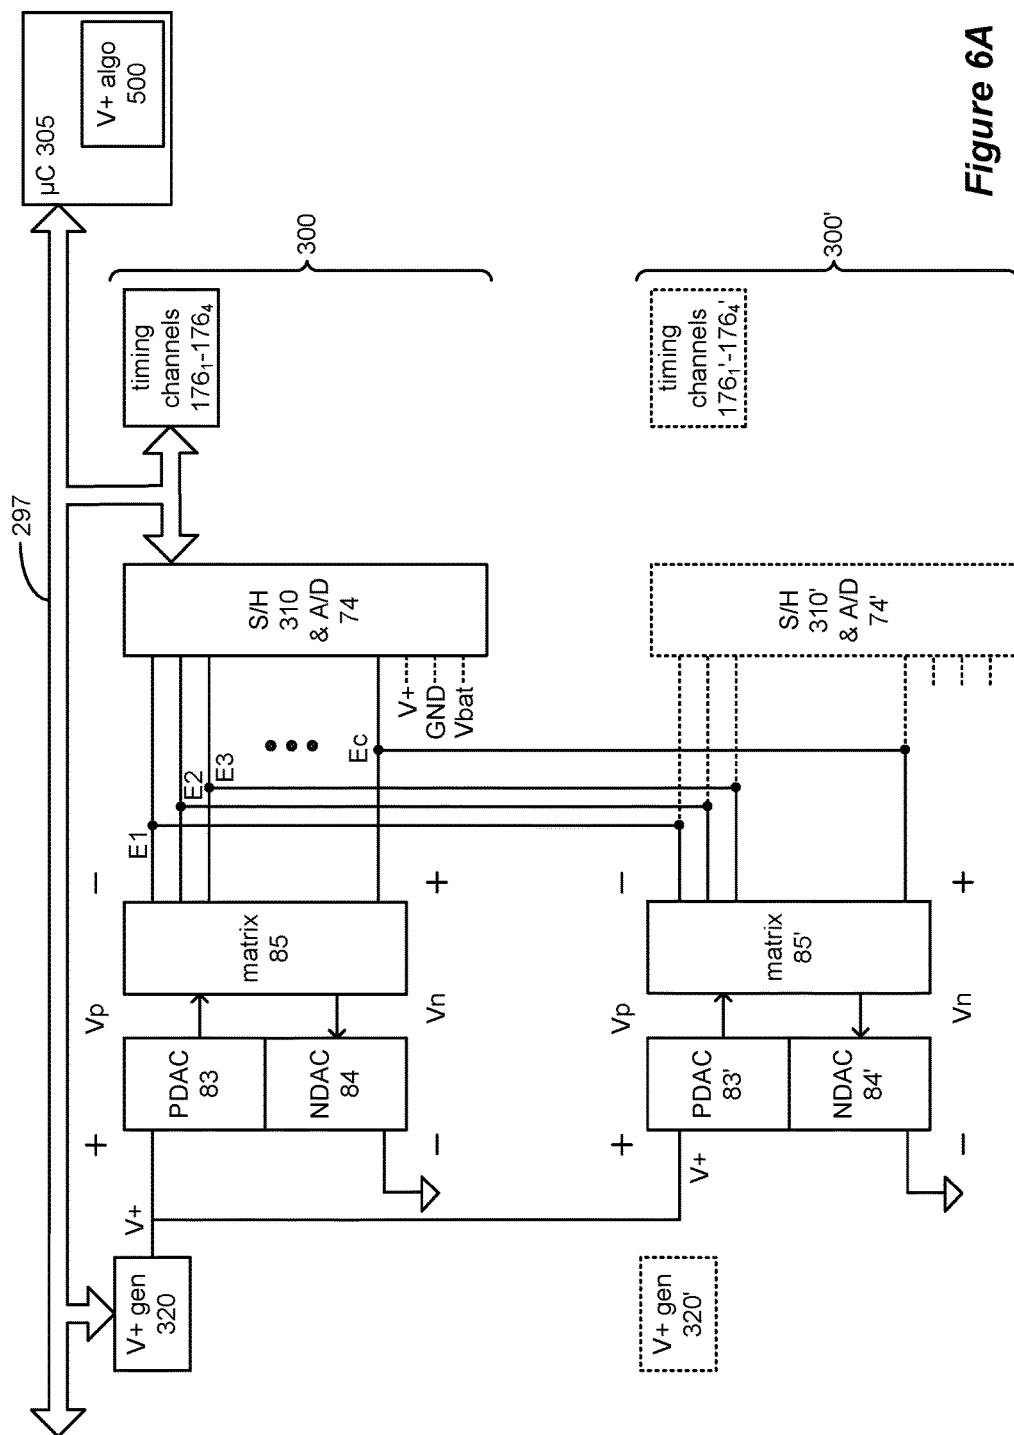 297
µC 305
V+ algo
500
V+ gen
320
V+
+
PDAC
83
NDAC
84
–
Vp
Vn
matrix
85
–
+
E1
E2
E3
Ec
V+
GND
Vbat
S/H
310
& A/D
74
timing
channels
176₁-176₄
300
V+ gen
320'
V+
+
PDAC
83'
NDAC
84'
–
Vp
Vn
matrix
85'
–
+
S/H
310'
& A/D
74'
timing
channels
176₁'-176₄'
300'
Figure 6A